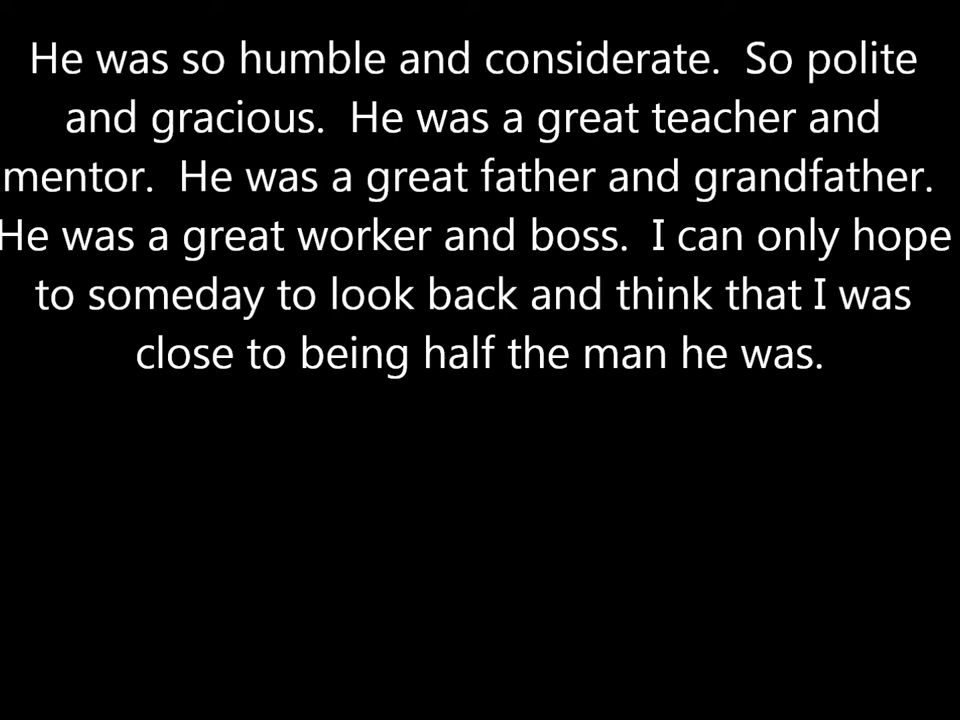 He was so humble and considerate.  So polite
and gracious.  He was a great teacher and
mentor.  He was a great father and grandfather.
He was a great worker and boss.  I can only hope
to someday to look back and think that I was
close to being half the man he was.